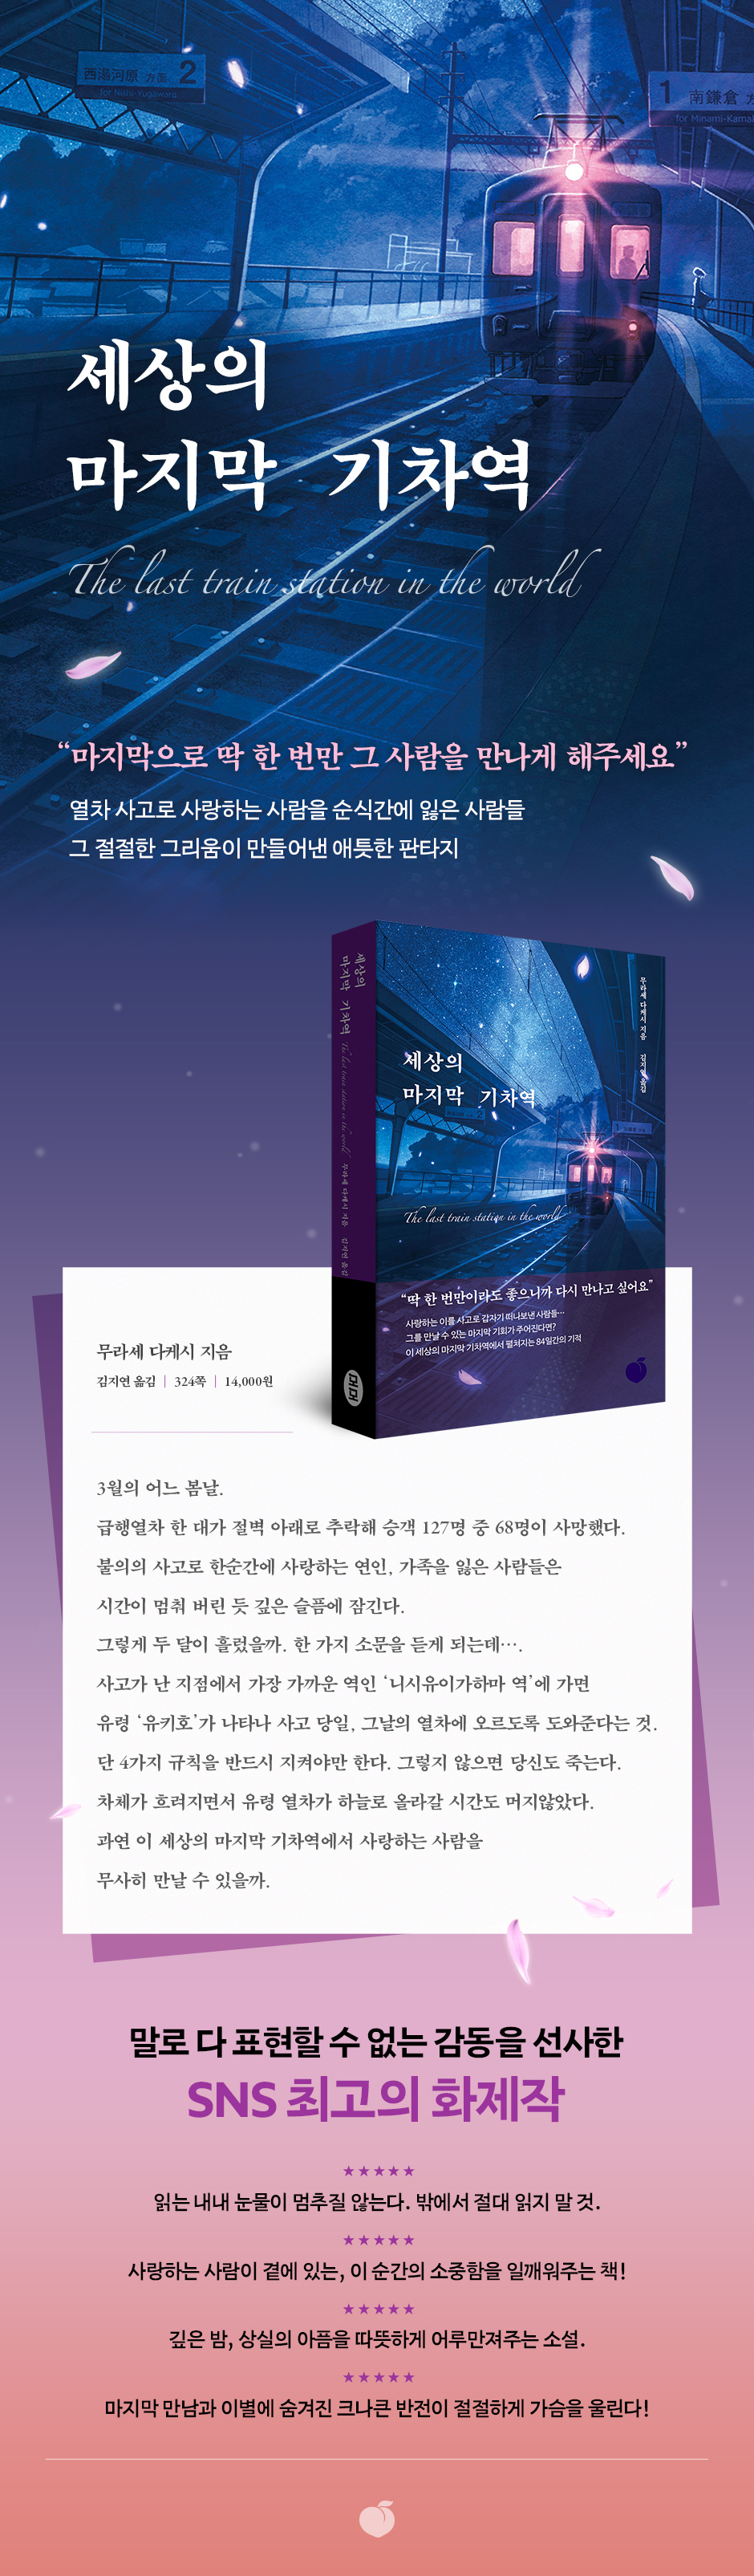 西湯河原 方面 2
for Nishi-Yugawara
1 南鎌倉 方
for Minami-Kamak
세상의
마지막 기차역
The last train station in the world
“마지막으로 딱 한 번만 그 사람을 만나게 해주세요”
열차 사고로 사랑하는 사람을 순식간에 잃은 사람들
그 절절한 그리움이 만들어낸 애틋한 판타지
세상의
마지막 기차역
The last train station in the world
무라세 다케시 지음 김지연 옮김
모모
무라세 다케시 지음 김지연 옮김
세상의
마지막 기차역
The last train station in the world
“딱 한 번만이라도 좋으니까 다시 만나고 싶어요”
사랑하는 이를 사고로 갑자기 떠나보낸 사람들…
그를 만날 수 있는 마지막 기회가 주어진다면?
이 세상의 마지막 기차역에서 펼쳐지는 84일간의 기적
무라세 다케시 지음
김지연 옮김 | 324쪽 | 14,000원
3월의 어느 봄날.
급행열차 한 대가 절벽 아래로 추락해 승객 127명 중 68명이 사망했다.
불의의 사고로 한순간에 사랑하는 연인, 가족을 잃은 사람들은
시간이 멈춰 버린 듯 깊은 슬픔에 잠긴다.
그렇게 두 달이 흘렀을까. 한 가지 소문을 듣게 되는데….
사고가 난 지점에서 가장 가까운 역인 ‘니시유이가하마 역’에 가면
유령 ‘유키호’가 나타나 사고 당일, 그날의 열차에 오르도록 도와준다는 것.
단 4가지 규칙을 반드시 지켜야만 한다. 그렇지 않으면 당신도 죽는다.
차체가 흐려지면서 유령 열차가 하늘로 올라갈 시간도 머지않았다.
과연 이 세상의 마지막 기차역에서 사랑하는 사람을
무사히 만날 수 있을까.
말로 다 표현할 수 없는 감동을 선사한
SNS 최고의 화제작
★★★★★
읽는 내내 눈물이 멈추질 않는다. 밖에서 절대 읽지 말 것.
★★★★★
사랑하는 사람이 곁에 있는, 이 순간의 소중함을 일깨워주는 책!
★★★★★
깊은 밤, 상실의 아픔을 따뜻하게 어루만져주는 소설.
★★★★★
마지막 만남과 이별에 숨겨진 크나큰 반전이 절절하게 가슴을 울린다!